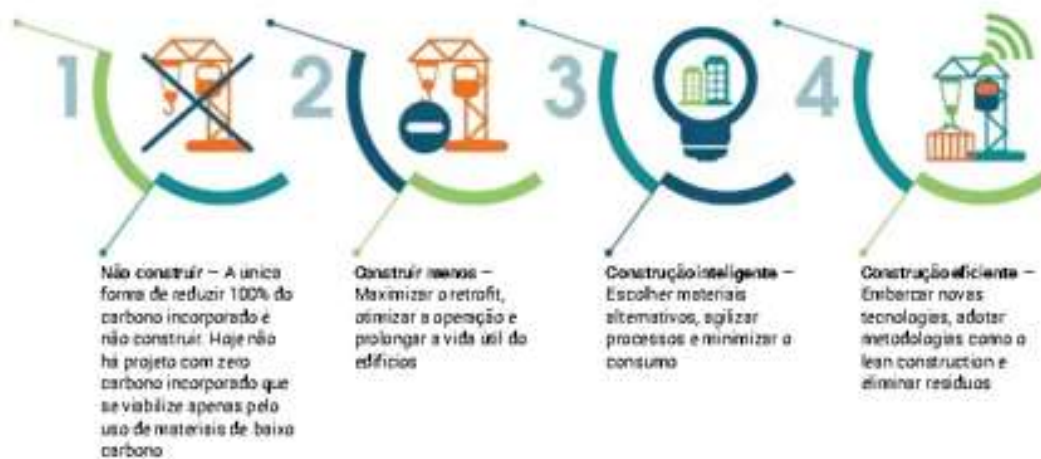 1
Não construir – A única
forma de reduzir 100% do
carbono incorporado é
não construir. Hoje não
há projeto com zero
carbono incorporado que
se viabilize apenas pelo
uso de materiais de baixo
carbono
2
Construir menos –
Maximizar o retrofit,
otimizar a operação e
prolongar a vida útil do
edifícios
3
Construção inteligente –
Escolher materiais
alternativos, agilizar
processos e minimizar o
consumo
4
Construção eficiente –
Embarcar novas
tecnologias, adotar
metodologias como o
lean construction e
eliminar resíduos